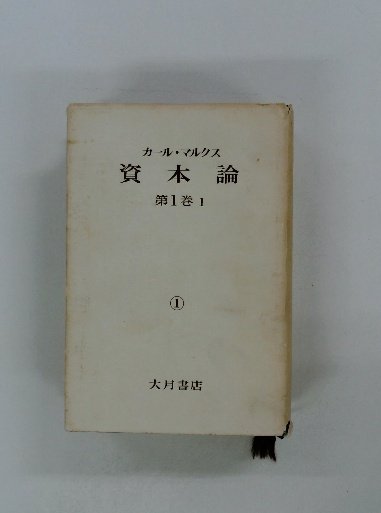 カール・マルクス
資本論
第1巻 1
①
大月書店